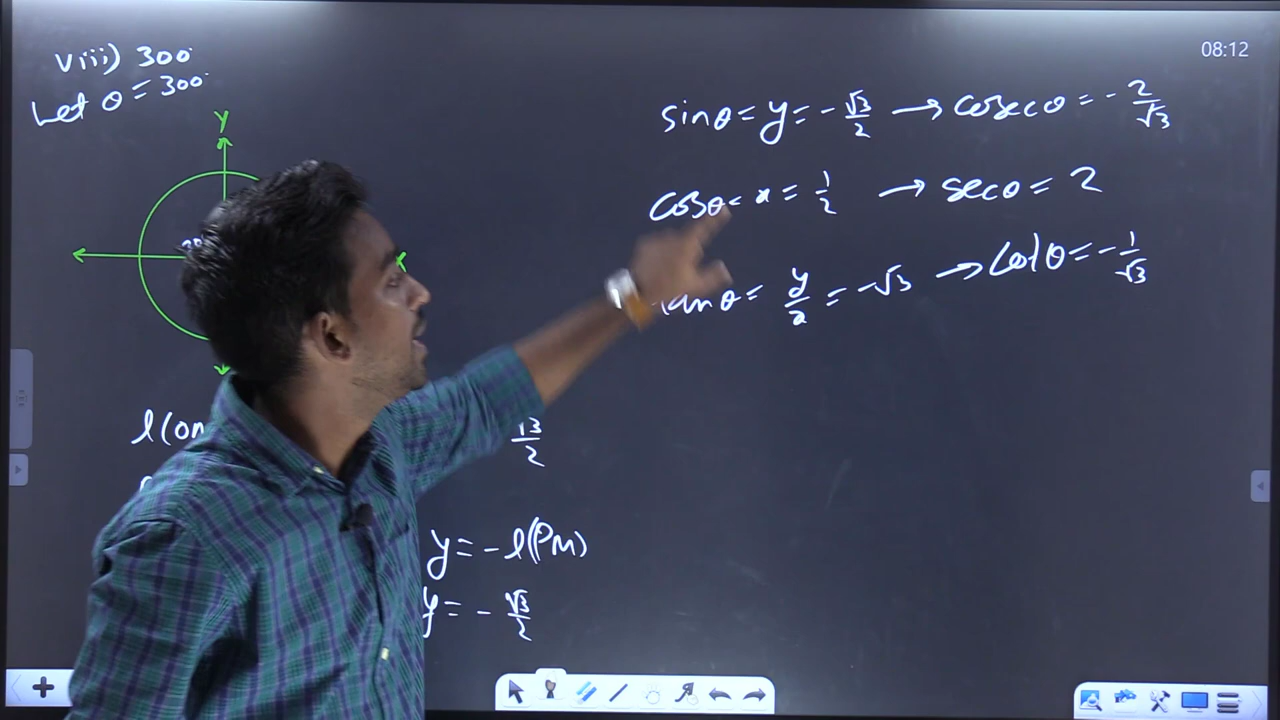 viii) 300°
Let θ = 300°
Y
l(OM
√3/2
y = -l(PM)
y = - √3/2
08:12
sinθ = y = - √3/2 → cosecθ = - 2/√3
cosθ = x = 1/2 → secθ = 2
tanθ = y/x = -√3 → cotθ = - 1/√3